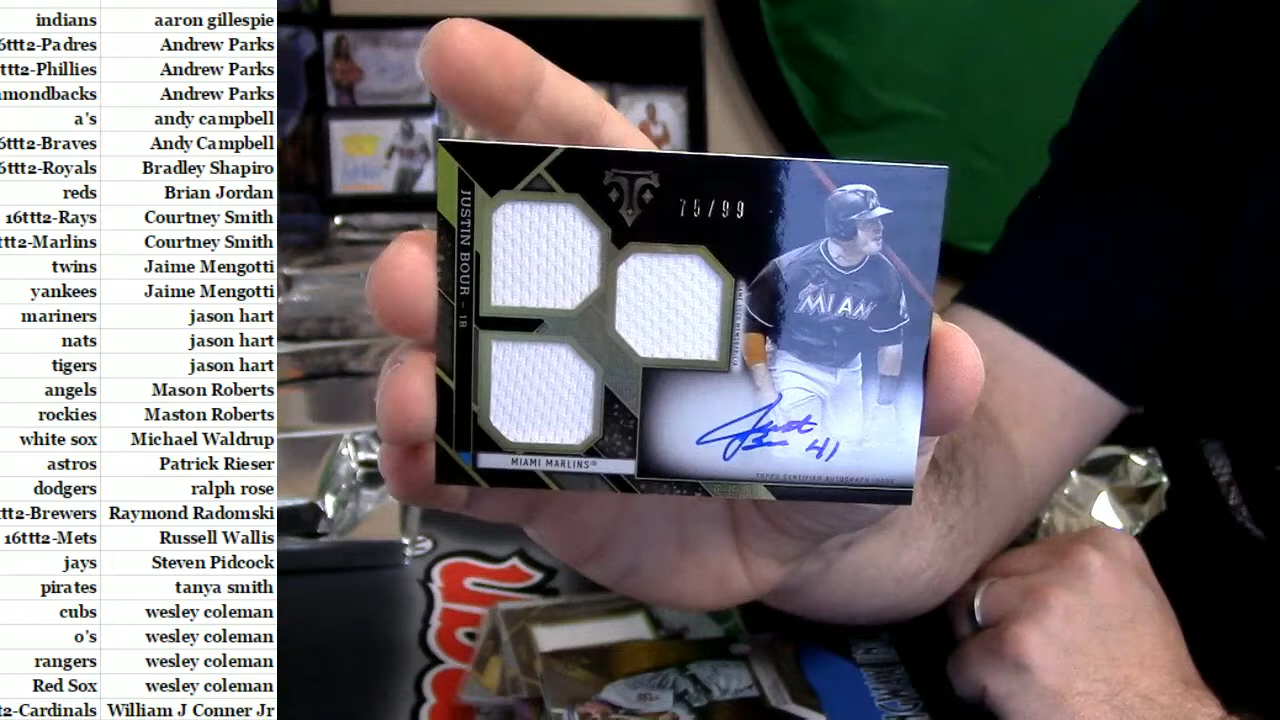 indians aaron gillespie
6ttt2-Padres Andrew Parks
ttt2-Phillies Andrew Parks
amondbacks Andrew Parks
a's andy campbell
6ttt2-Braves Andy Campbell
6ttt2-Royals Bradley Shapiro
reds Brian Jordan
16ttt2-Rays Courtney Smith
ttt2-Marlins Courtney Smith
twins Jaime Mengotti
yankees Jaime Mengotti
mariners jason hart
nats jason hart
tigers jason hart
angels Mason Roberts
rockies Maston Roberts
white sox Michael Waldrup
astros Patrick Rieser
dodgers ralph rose
tt2-Brewers Raymond Radomski
16ttt2-Mets Russell Wallis
jays Steven Pidcock
pirates tanya smith
cubs wesley coleman
o's wesley coleman
rangers wesley coleman
Red Sox wesley coleman
t2-Cardinals William J Conner Jr
75/99
JUSTIN BOUR - 1B
MIAMI
41
MIAMI MARLINS®
TOPPS CERTIFIED AUTOGRAPH ISSUE